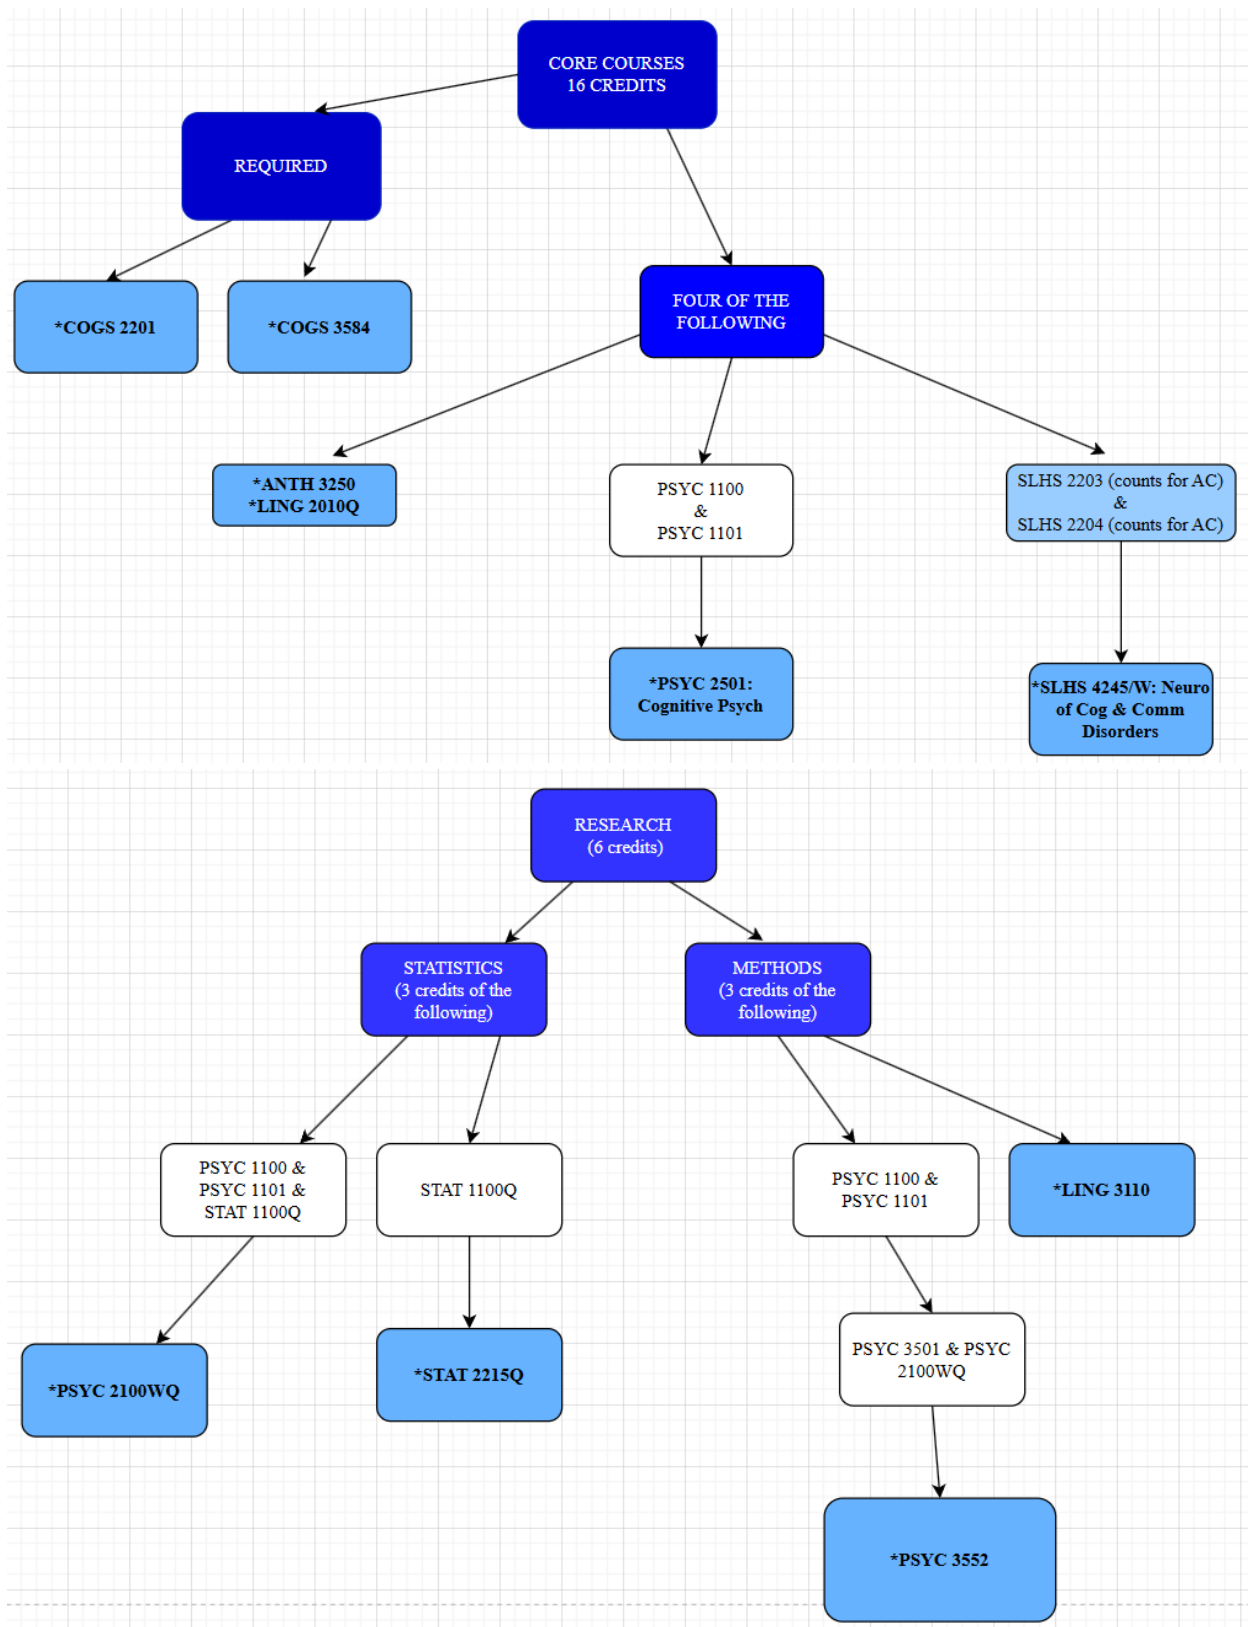 CORE COURSES
16 CREDITS
REQUIRED
*COGS 2201
*COGS 3584
FOUR OF THE
FOLLOWING
*ANTH 3250
*LING 2010Q
PSYC 1100
&
PSYC 1101
SLHS 2203 (counts for AC)
&
SLHS 2204 (counts for AC)
*PSYC 2501:
Cognitive Psych
*SLHS 4245/W: Neuro
of Cog & Comm
Disorders
RESEARCH
(6 credits)
STATISTICS
(3 credits of the
following)
METHODS
(3 credits of the
following)
PSYC 1100 &
PSYC 1101 &
STAT 1100Q
STAT 1100Q
PSYC 1100 &
PSYC 1101
*LING 3110
*PSYC 2100WQ
*STAT 2215Q
PSYC 3501 & PSYC
2100WQ
*PSYC 3552